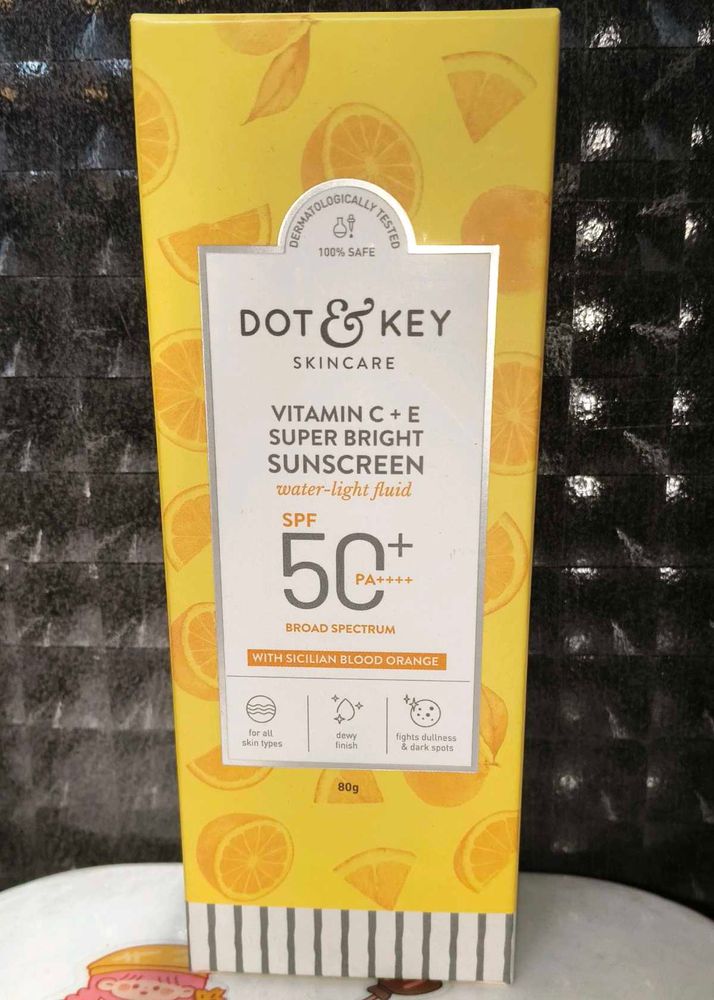 DERMATOLOGICALLY TESTED
100% SAFE
DOT & KEY
SKINCARE
VITAMIN C + E
SUPER BRIGHT
SUNSCREEN
water-light fluid
SPF
50+
PA++++
BROAD SPECTRUM
WITH SICILIAN BLOOD ORANGE
for all
skin types
dewy
finish
fights dullness
& dark spots
80g